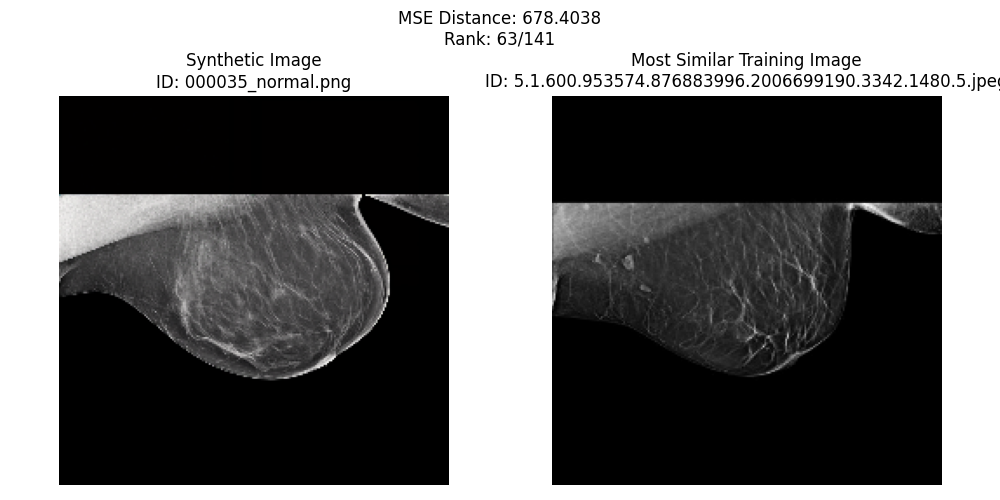 MSE Distance: 678.4038
Rank: 63/141
Synthetic Image
ID: 000035_normal.png
Most Similar Training Image
ID: 5.1.600.953574.876883996.2006699190.3342.1480.5.jpeg